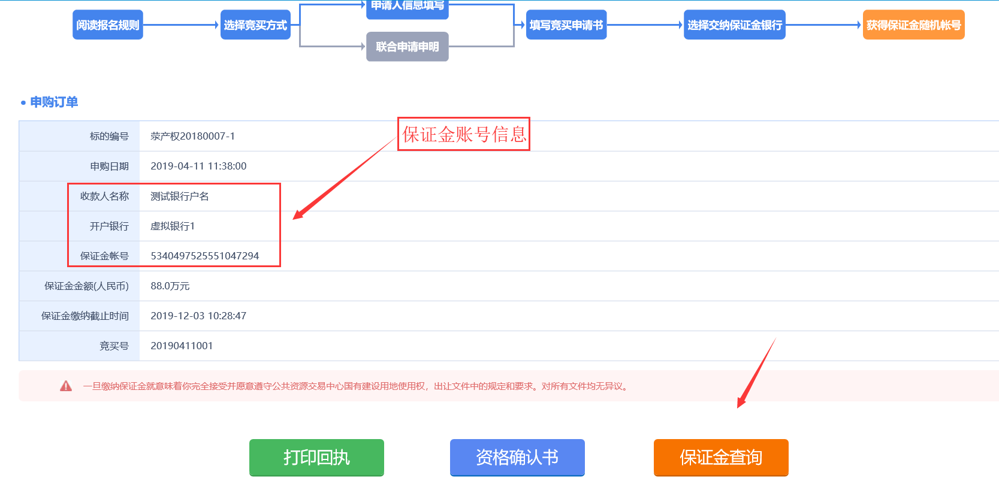 申请人信息填写
阅读报名规则
选择竞买方式
填写竞买申请书
选择交纳保证金银行
获得保证金随机帐号
联合申请申明
申购订单
保证金账号信息
标的编号 荥产权20180007-1
申购日期 2019-04-11 11:38:00
收款人名称 测试银行户名
开户银行 虚拟银行1
保证金帐号 5340497525551047294
保证金金额(人民币) 88.0万元
保证金缴纳截止时间 2019-12-03 10:28:47
竞买号 20190411001
一旦缴纳保证金就意味着你完全接受并愿意遵守公共资源交易中心国有建设用地使用权，出让文件中的规定和要求。对所有文件均无异议。
打印回执
资格确认书
保证金查询